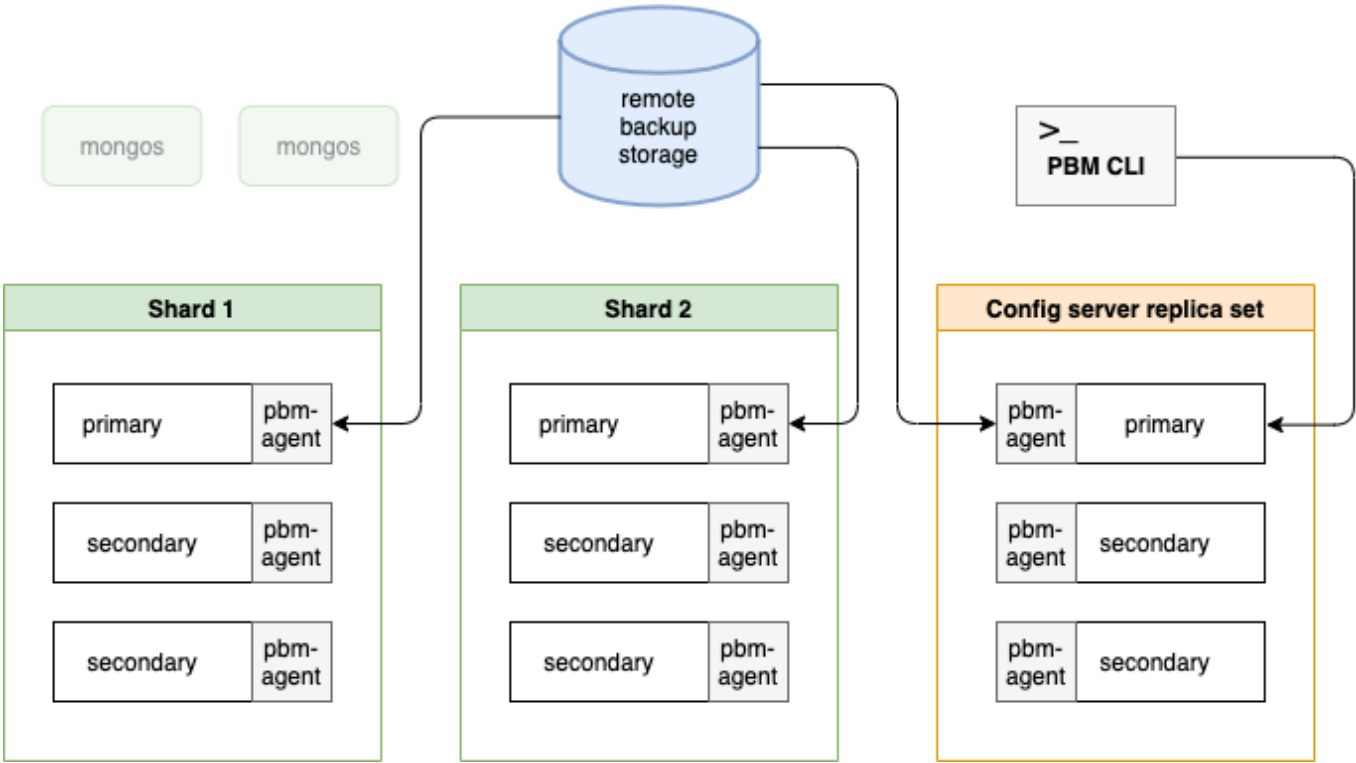 remote
backup
storage
mongos
mongos
>_
PBM CLI
Shard 1
primary
pbm-
agent
secondary
pbm-
agent
secondary
pbm-
agent
Shard 2
primary
pbm-
agent
secondary
pbm-
agent
secondary
pbm-
agent
Config server replica set
pbm-
agent
primary
pbm-
agent
secondary
pbm-
agent
secondary